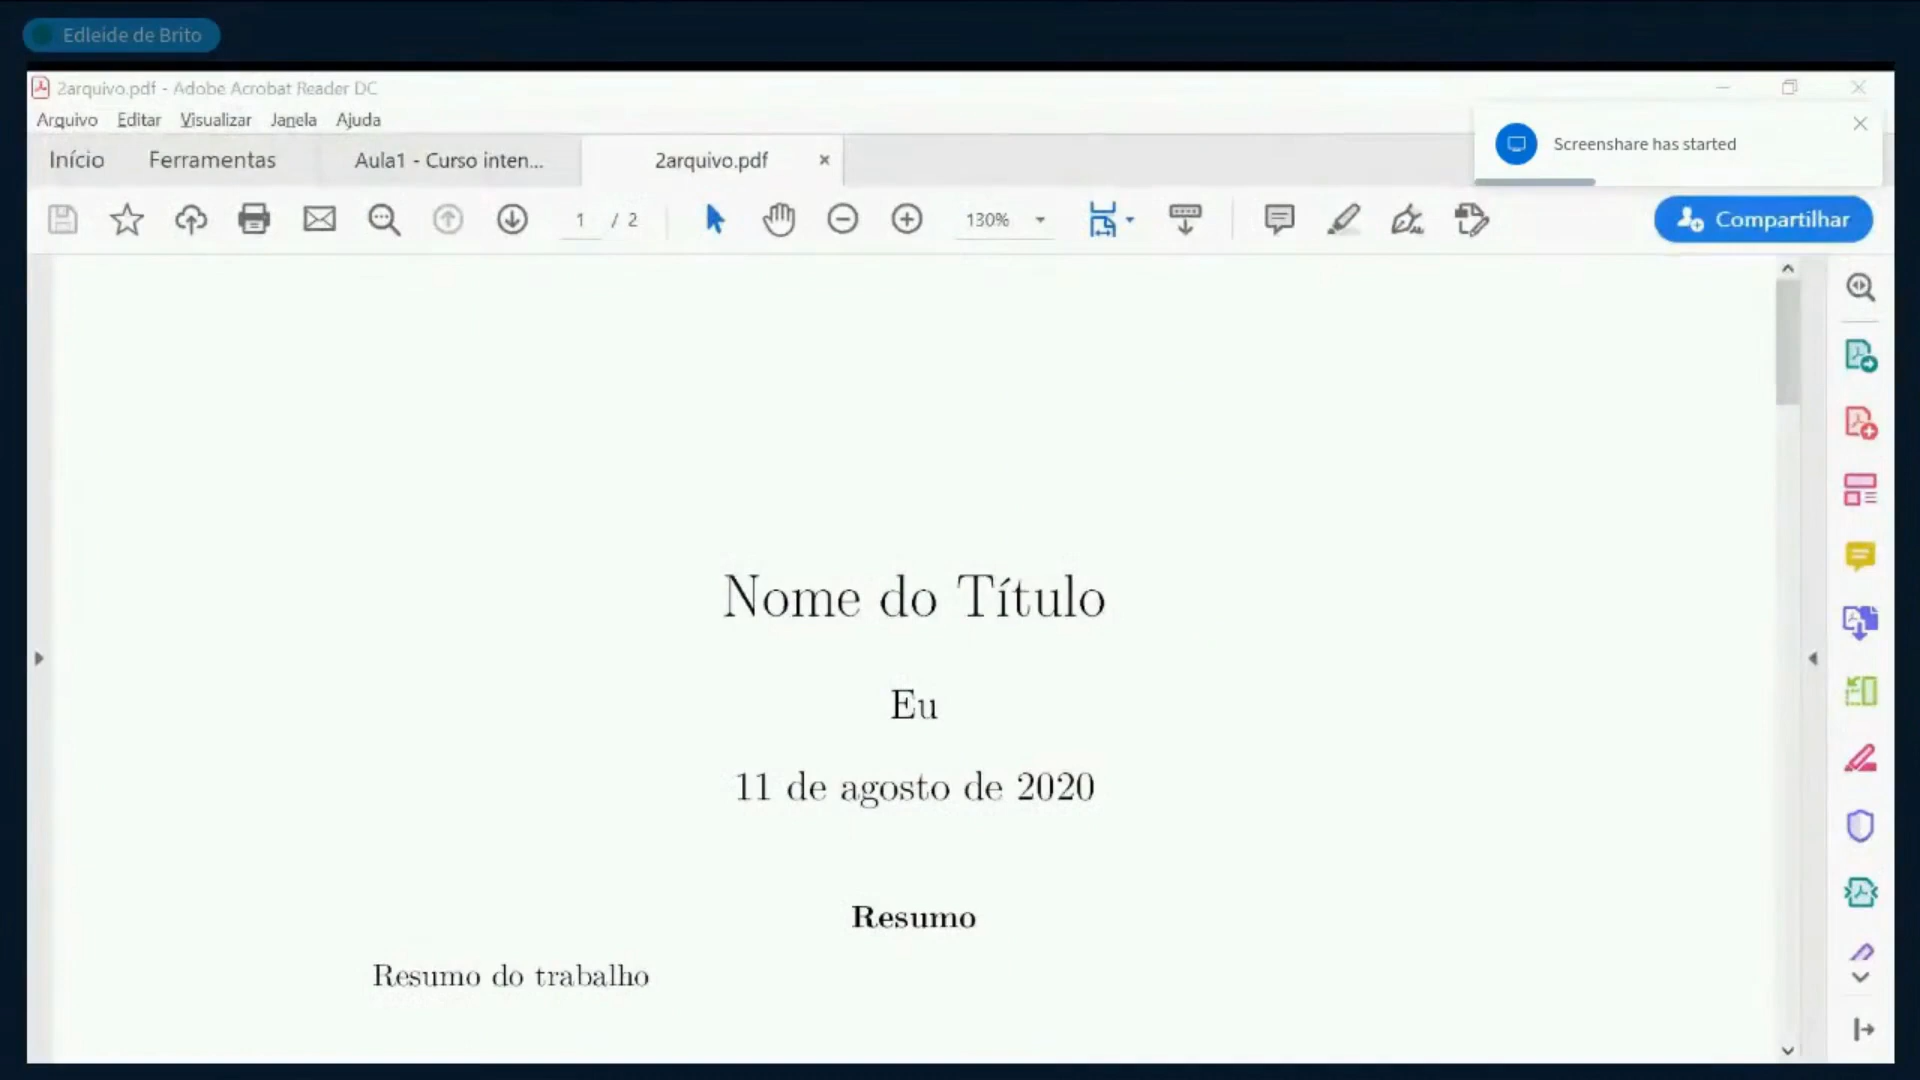 Edleide de Brito
2arquivo.pdf - Adobe Acrobat Reader DC
Arquivo Editar Visualizar Janela Ajuda
Screenshare has started
Início Ferramentas Aula1 - Curso inten... 2arquivo.pdf
1 / 2 130% Compartilhar
Nome do Título
Eu
11 de agosto de 2020
Resumo
Resumo do trabalho